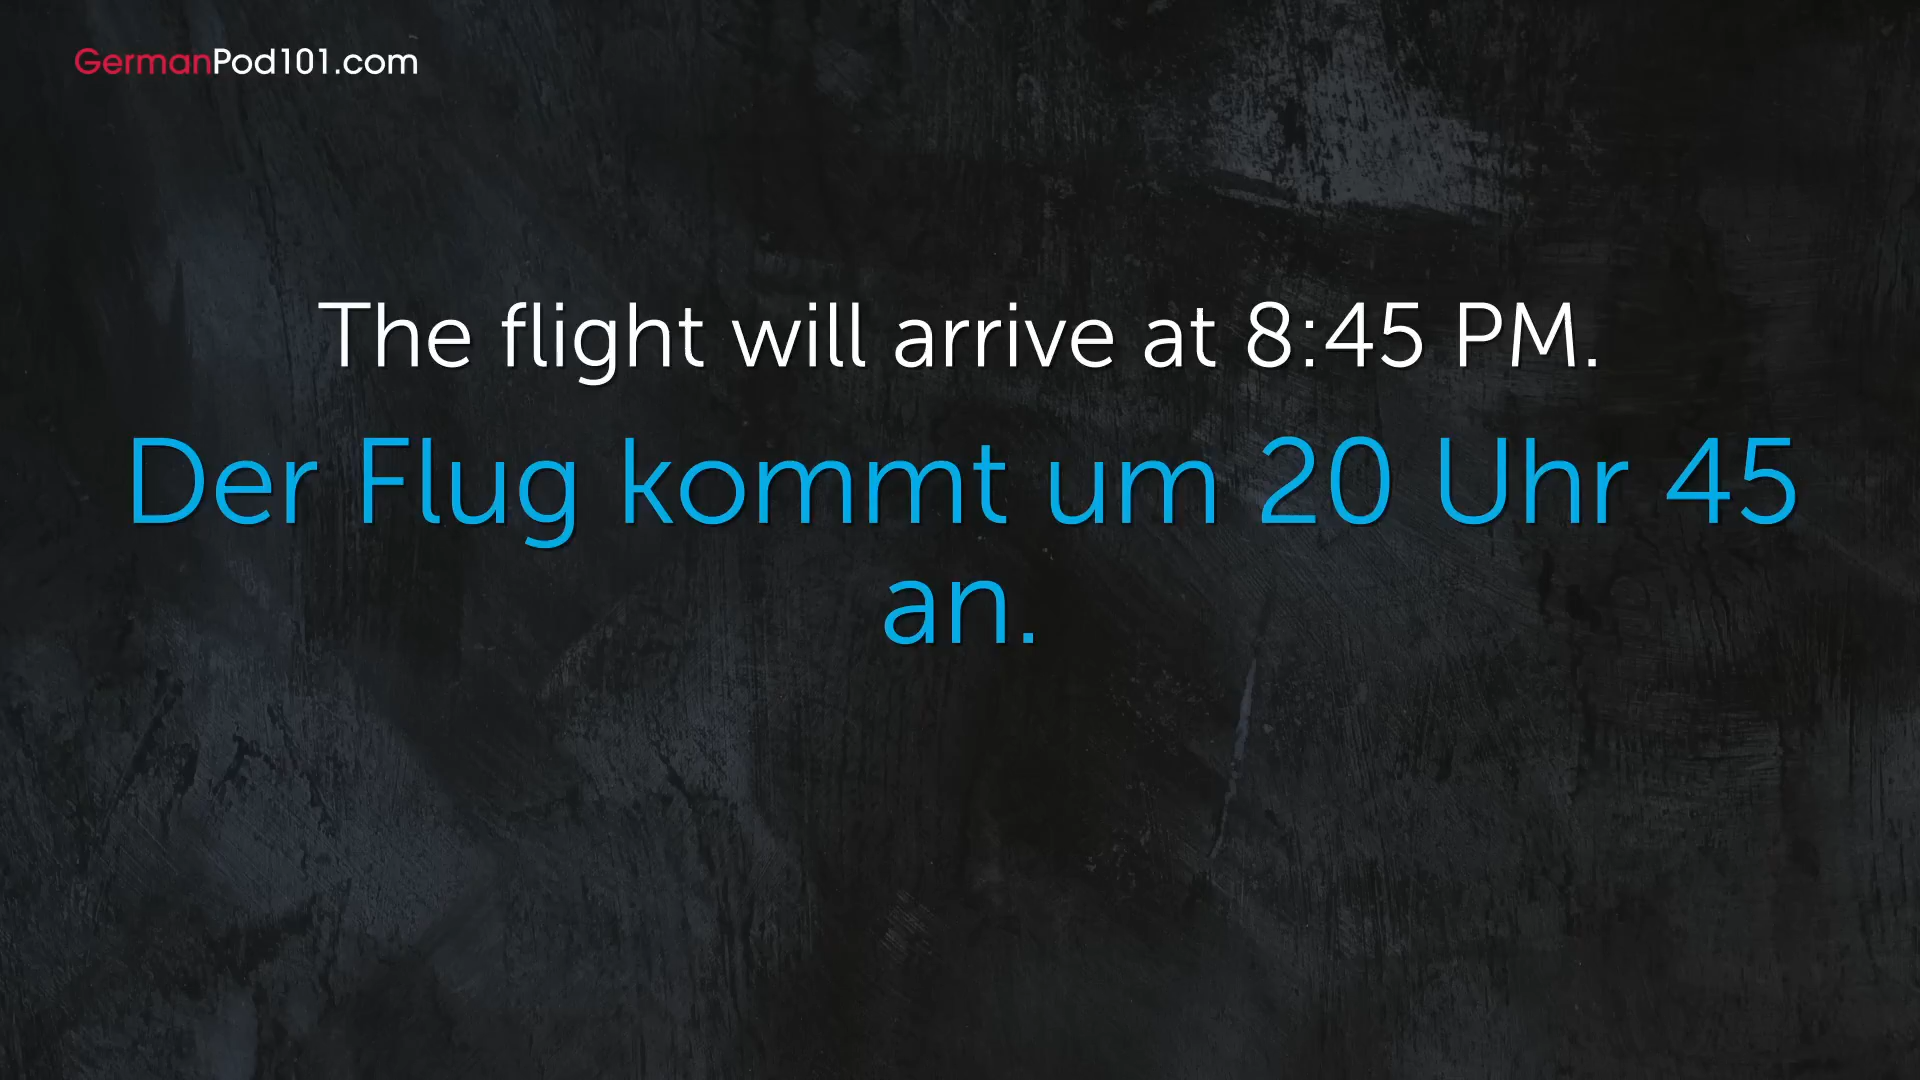 GermanPod101.com
The flight will arrive at 8:45 PM.
Der Flug kommt um 20 Uhr 45
an.